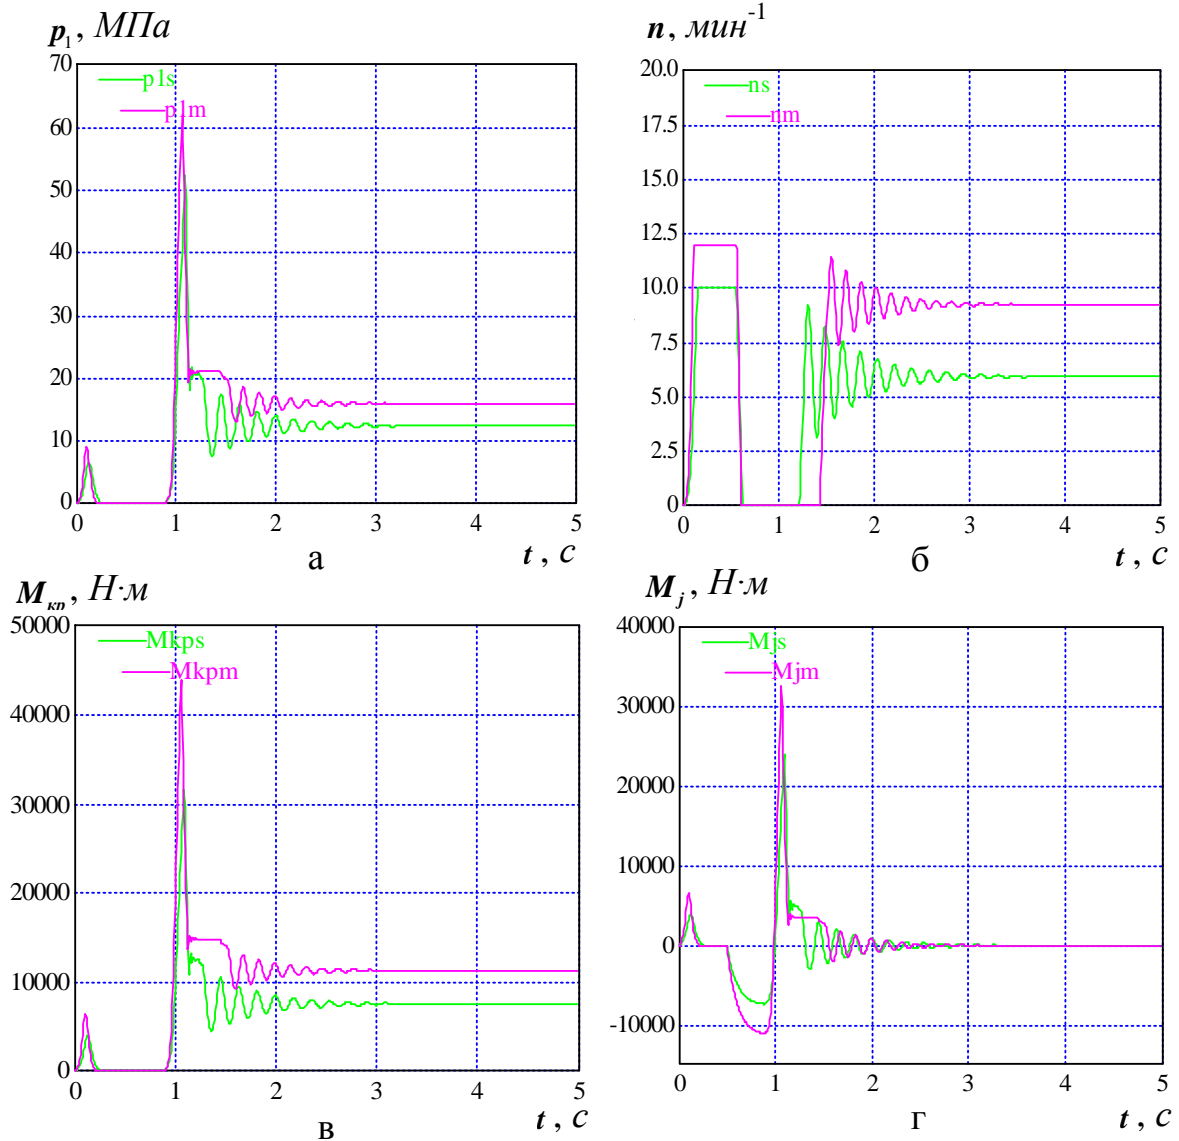 p₁, МПа
n, мин⁻¹
70
60
50
40
30
20
10
0
p1s
p1m
0 1 2 3 4 5
а
t, с
20.0
17.5
15.0
12.5
10.0
7.5
5.0
2.5
0
ns
nm
0 1 2 3 4 5
б
t, с
Mкр, Н·м
Mj, Н·м
50000
40000
30000
20000
10000
0
Mkps
Mkpm
0 1 2 3 4 5
в
t, с
40000
30000
20000
10000
0
-10000
Mjs
Mjm
0 1 2 3 4 5
г
t, с